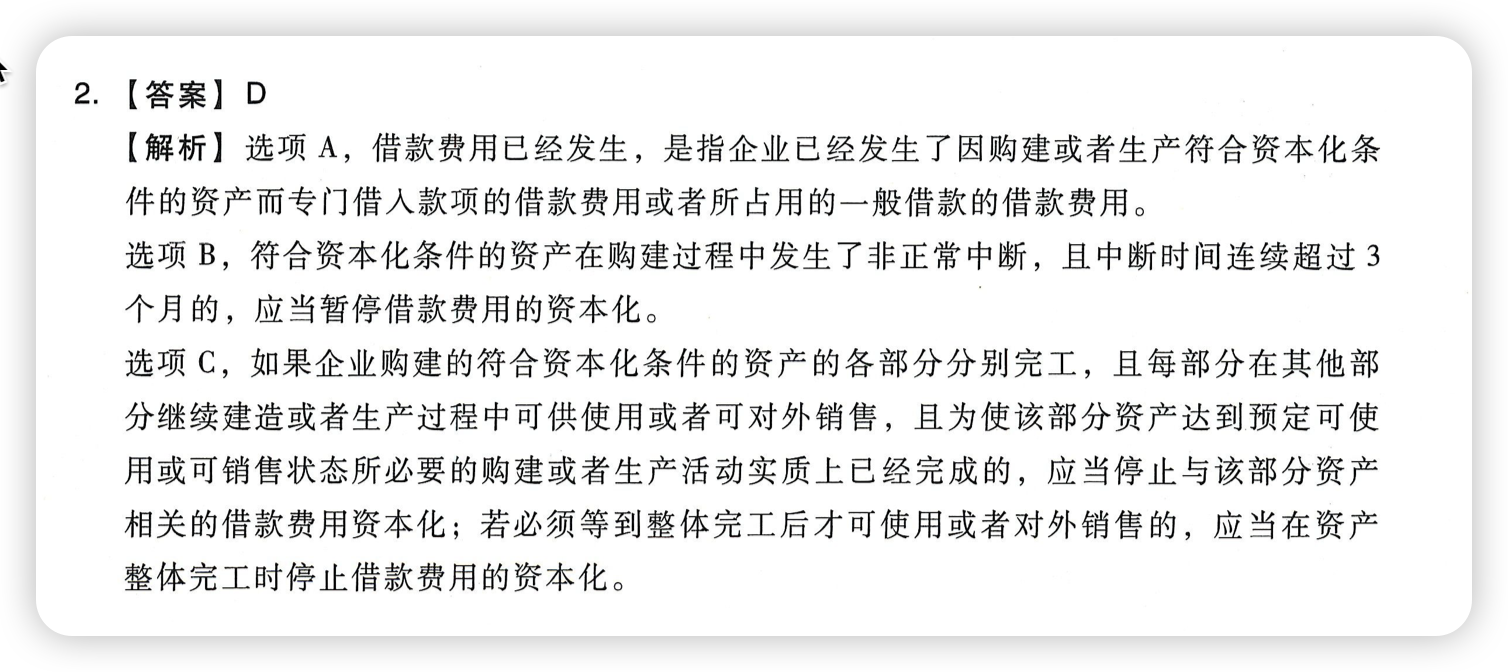 2. 【答案】D
【解析】选项 A，借款费用已经发生，是指企业已经发生了因购建或者生产符合资本化条
件的资产而专门借入款项的借款费用或者所占用的一般借款的借款费用。
选项 B，符合资本化条件的资产在购建过程中发生了非正常中断，且中断时间连续超过 3
个月的，应当暂停借款费用的资本化。
选项 C，如果企业购建的符合资本化条件的资产的各部分分别完工，且每部分在其他部
分继续建造或者生产过程中可供使用或者可对外销售，且为使该部分资产达到预定可使
用或可销售状态所必要的购建或者生产活动实质上已经完成的，应当停止与该部分资产
相关的借款费用资本化；若必须等到整体完工后才可使用或者对外销售的，应当在资产
整体完工时停止借款费用的资本化。